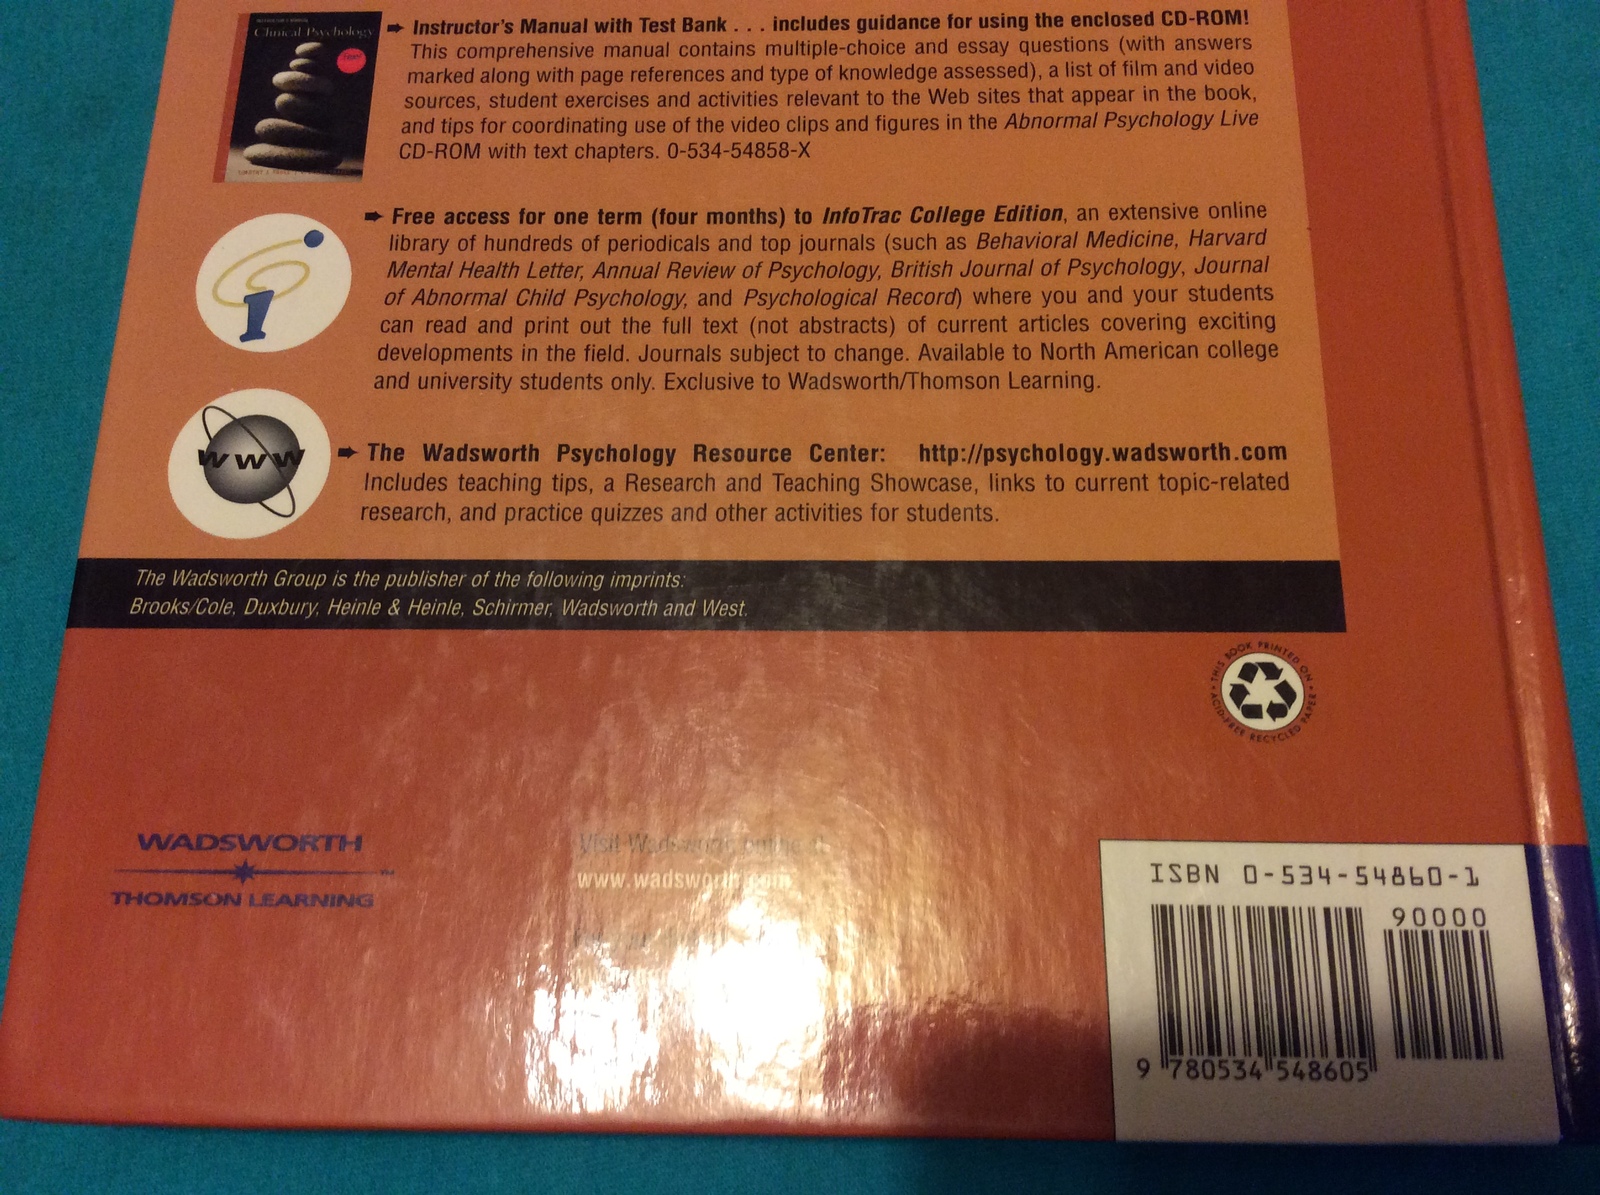 Clinical Psychology
Instructor's Manual with Test Bank . . . includes guidance for using the enclosed CD-ROM!
This comprehensive manual contains multiple-choice and essay questions (with answers
marked along with page references and type of knowledge assessed), a list of film and video
sources, student exercises and activities relevant to the Web sites that appear in the book,
and tips for coordinating use of the video clips and figures in the Abnormal Psychology Live
CD-ROM with text chapters. 0-534-54858-X
Free access for one term (four months) to InfoTrac College Edition, an extensive online
library of hundreds of periodicals and top journals (such as Behavioral Medicine, Harvard
Mental Health Letter, Annual Review of Psychology, British Journal of Psychology, Journal
of Abnormal Child Psychology, and Psychological Record) where you and your students
can read and print out the full text (not abstracts) of current articles covering exciting
developments in the field. Journals subject to change. Available to North American college
and university students only. Exclusive to Wadsworth/Thomson Learning.
www
The Wadsworth Psychology Resource Center: http://psychology.wadsworth.com
Includes teaching tips, a Research and Teaching Showcase, links to current topic-related
research, and practice quizzes and other activities for students.
The Wadsworth Group is the publisher of the following imprints:
Brooks/Cole, Duxbury, Heinle & Heinle, Schirmer, Wadsworth and West.
THIS BOOK PRINTED ON
ACID-FREE RECYCLED PAPER
WADSWORTH
THOMSON LEARNING
™
Visit Wadsworth online at
www.wadsworth.com
ISBN 0-534-54860-1
90000
9 780534 548605